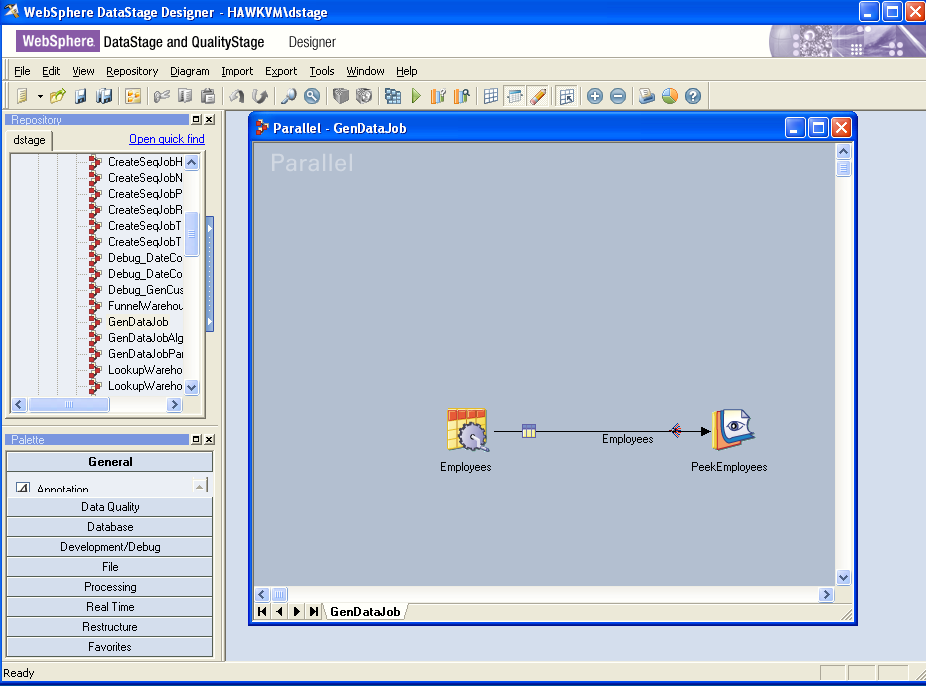 WebSphere DataStage Designer - HAWKVM\dstage
WebSphere. DataStage and QualityStage Designer
File Edit View Repository Diagram Import Export Tools Window Help
Repository
dstage Open quick find
CreateSeqJobH
CreateSeqJobN
CreateSeqJobP
CreateSeqJobR
CreateSeqJobT
CreateSeqJobT
Debug_DateCo
Debug_DateCo
Debug_GenCus
FunnelWarehou
GenDataJob
GenDataJobAlg
GenDataJobPar
LookupWareho
LookupWareho
Palette
General
Annotation
Data Quality
Database
Development/Debug
File
Processing
Real Time
Restructure
Favorites
Parallel - GenDataJob
Parallel
Employees
Employees
PeekEmployees
GenDataJob
Ready